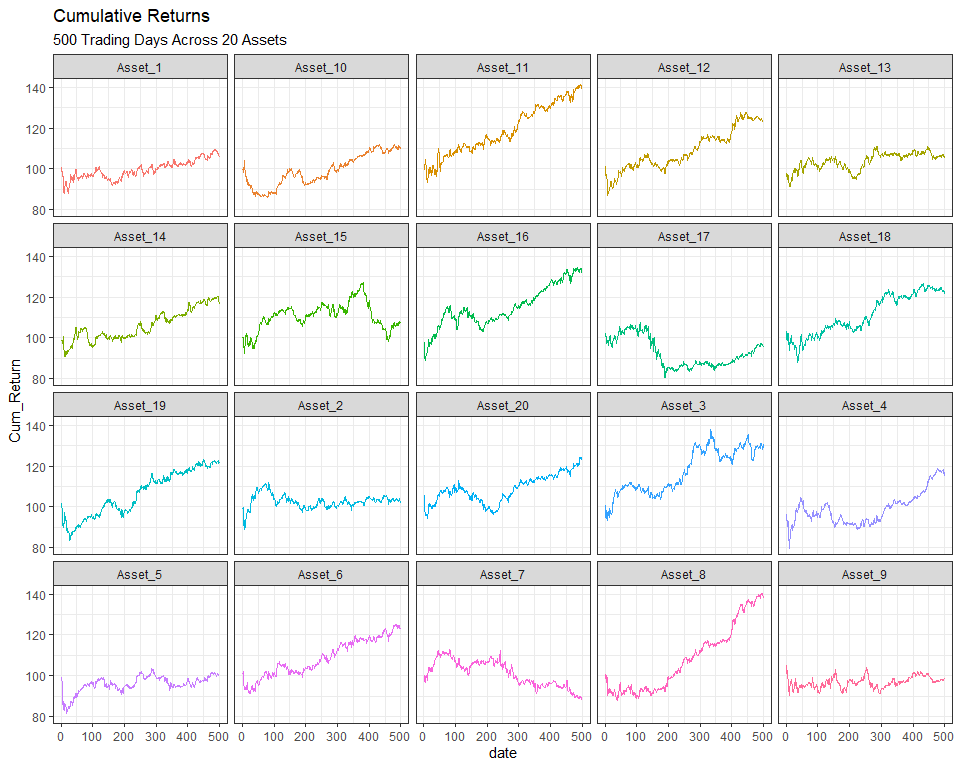 Cumulative Returns
500 Trading Days Across 20 Assets
Cum_Return
Asset_1 Asset_10 Asset_11 Asset_12 Asset_13
140
120
100
80
Asset_14 Asset_15 Asset_16 Asset_17 Asset_18
140
120
100
80
Asset_19 Asset_2 Asset_20 Asset_3 Asset_4
140
120
100
80
Asset_5 Asset_6 Asset_7 Asset_8 Asset_9
140
120
100
80
0 100 200 300 400 500 0 100 200 300 400 500 0 100 200 300 400 500 0 100 200 300 400 500 0 100 200 300 400 500
date